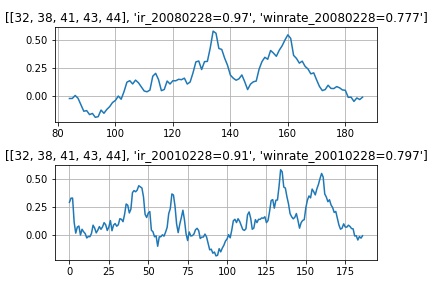 [[32, 38, 41, 43, 44], 'ir_20080228=0.97', 'winrate_20080228=0.777']
0.50
0.25
0.00
80 100 120 140 160 180
[[32, 38, 41, 43, 44], 'ir_20010228=0.91', 'winrate_20010228=0.797']
0.50
0.25
0.00
0 25 50 75 100 125 150 175